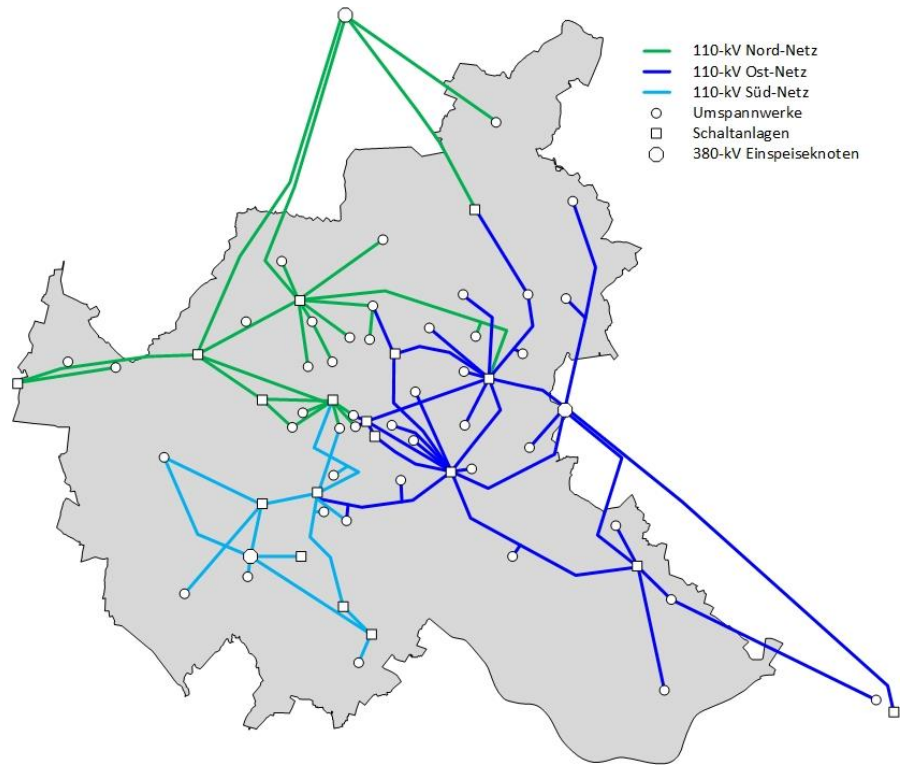 110-kV Nord-Netz
110-kV Ost-Netz
110-kV Süd-Netz
Umspannwerke
Schaltanlagen
380-kV Einspeiseknoten